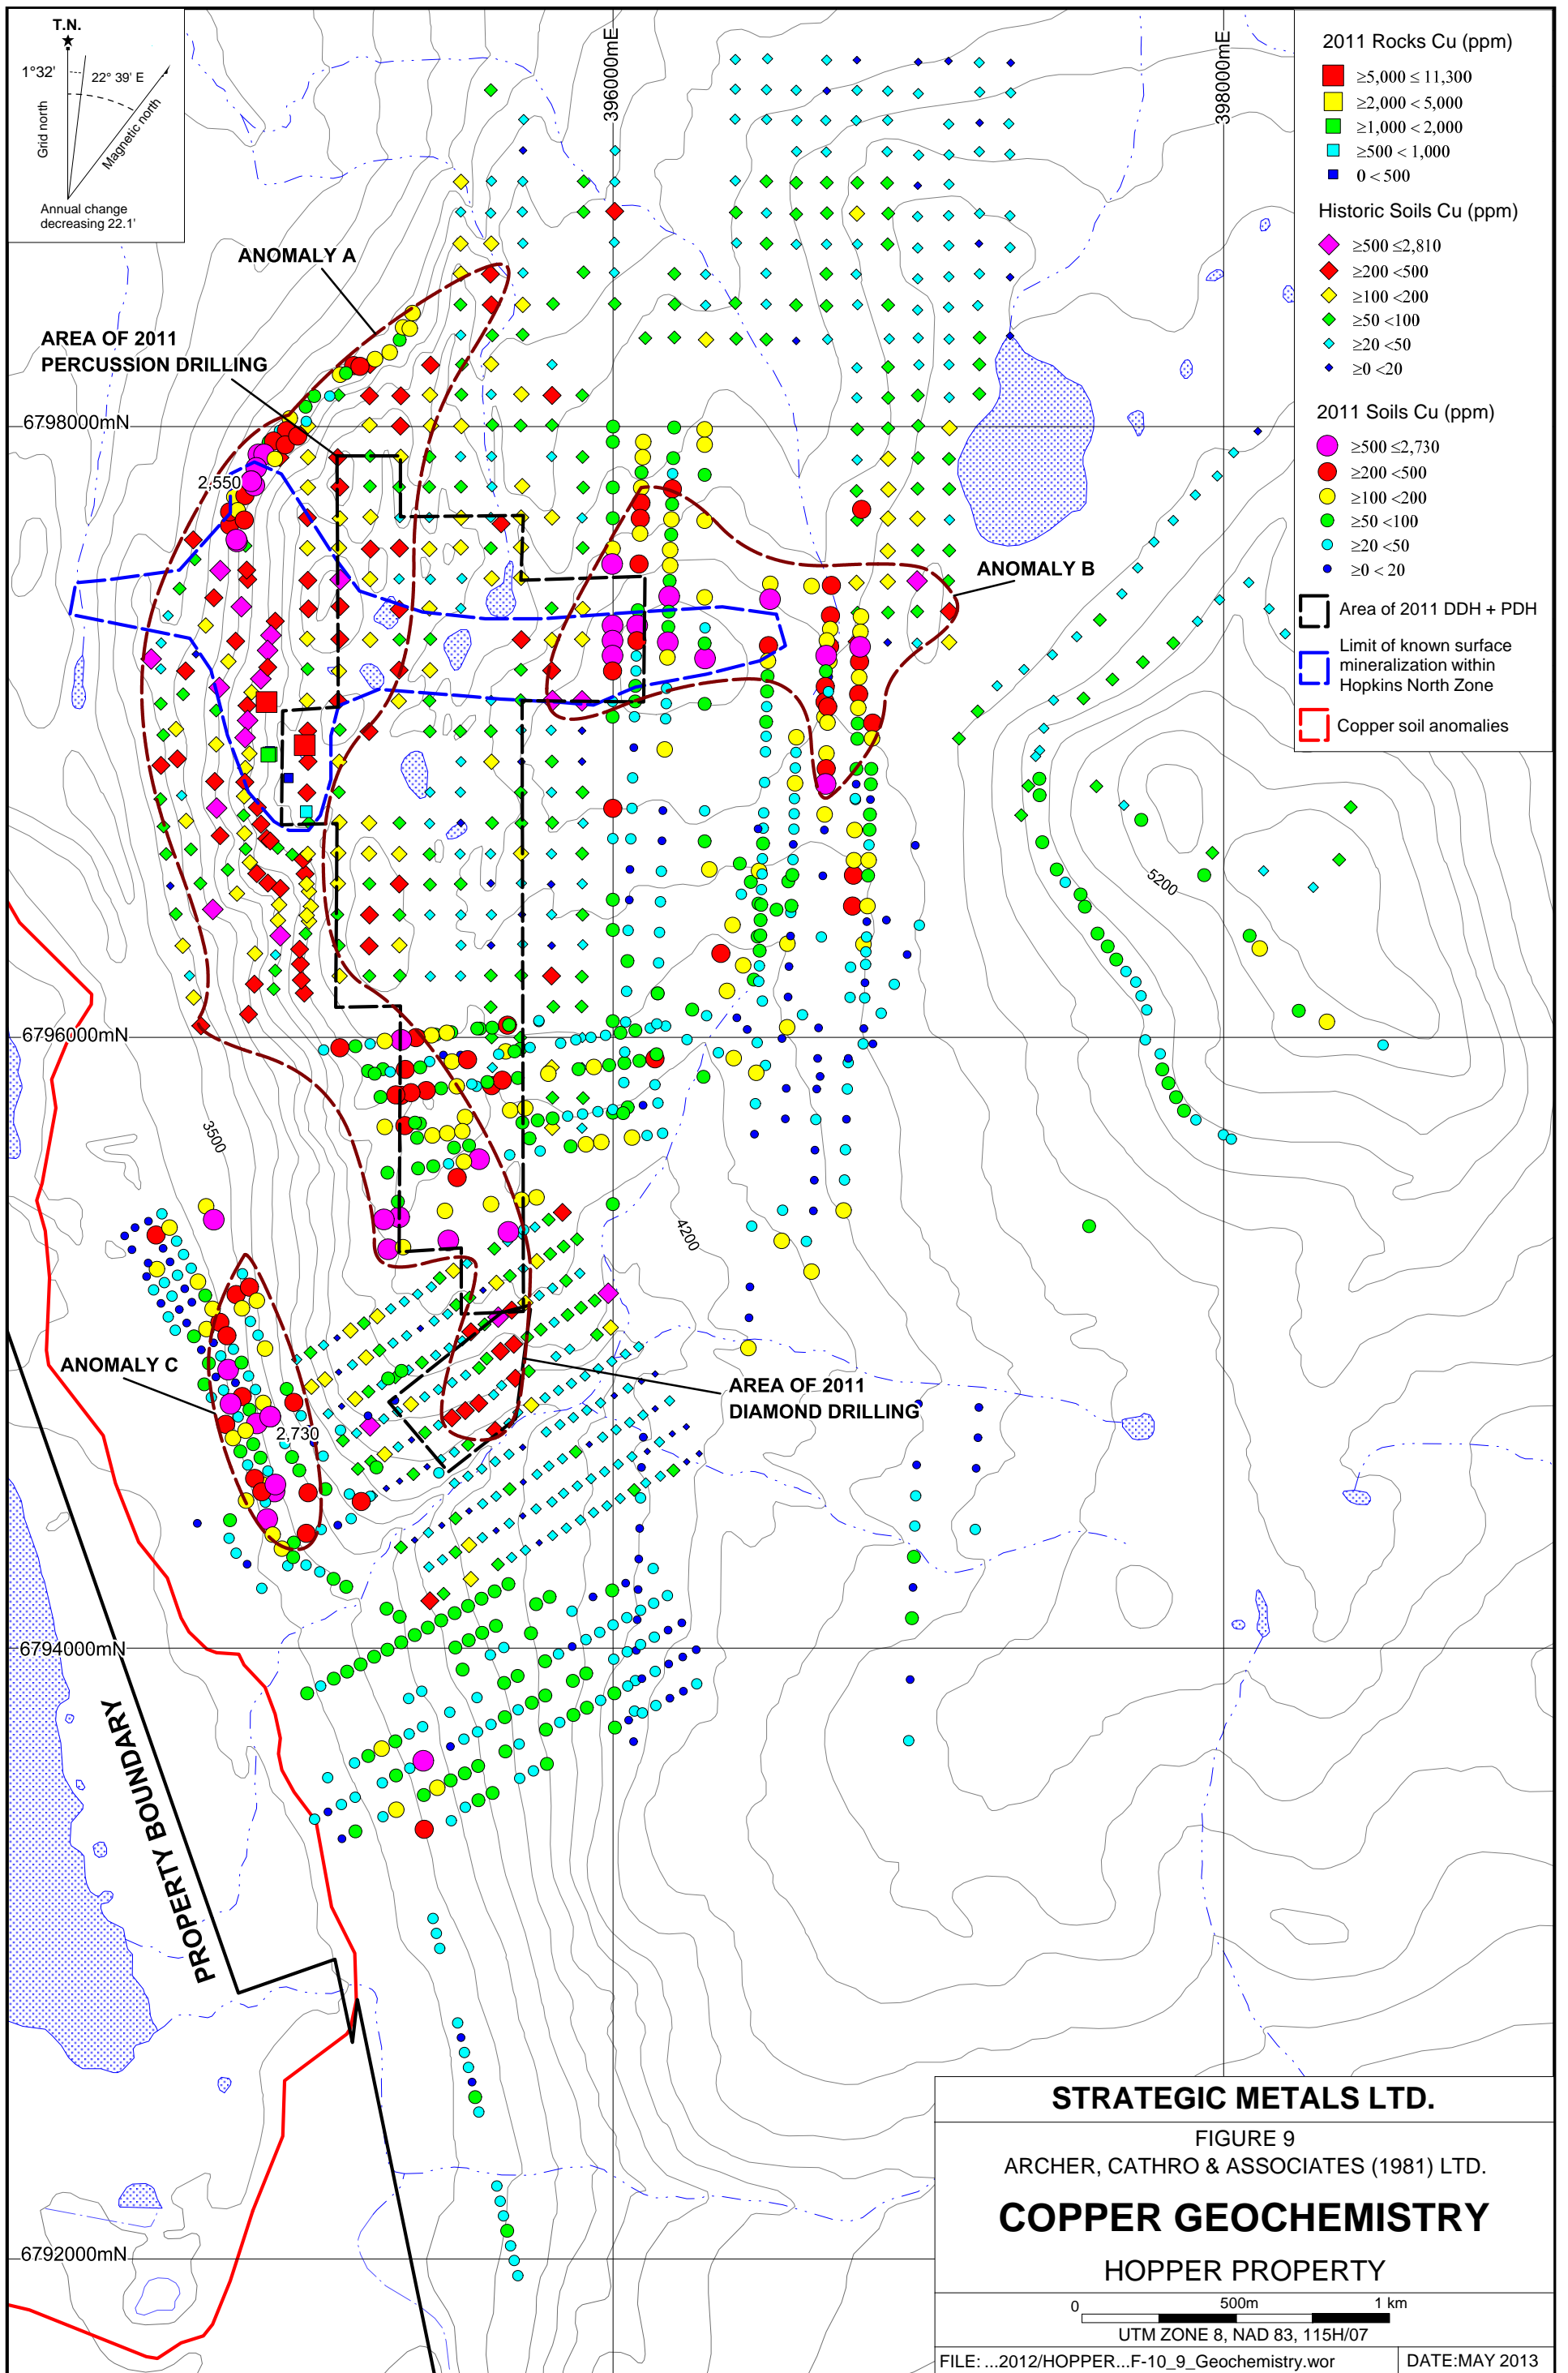 T.N.
1°32'
22° 39' E
Grid north
Magnetic north
Annual change
decreasing 22.1'
396000mE
398000mE
2011 Rocks Cu (ppm)
≥5,000 ≤ 11,300
≥2,000 < 5,000
≥1,000 < 2,000
≥500 < 1,000
0 < 500
Historic Soils Cu (ppm)
≥500 ≤2,810
≥200 <500
≥100 <200
≥50 <100
≥20 <50
≥0 <20
2011 Soils Cu (ppm)
≥500 ≤2,730
≥200 <500
≥100 <200
≥50 <100
≥20 <50
≥0 < 20
Area of 2011 DDH + PDH
Limit of known surface
mineralization within
Hopkins North Zone
Copper soil anomalies
ANOMALY A
AREA OF 2011
PERCUSSION DRILLING
6798000mN
2,550
ANOMALY B
5200
6796000mN
3500
4200
ANOMALY C
AREA OF 2011
DIAMOND DRILLING
2,730
6794000mN
PROPERTY BOUNDARY
6792000mN
STRATEGIC METALS LTD.
FIGURE 9
ARCHER, CATHRO & ASSOCIATES (1981) LTD.
COPPER GEOCHEMISTRY
HOPPER PROPERTY
0 500m 1 km
UTM ZONE 8, NAD 83, 115H/07
FILE: ...2012/HOPPER...F-10_9_Geochemistry.wor
DATE:MAY 2013